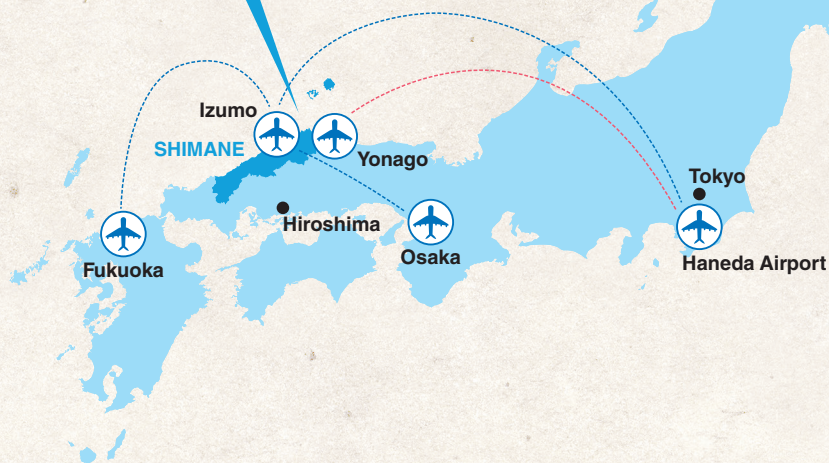 Izumo
SHIMANE
Yonago
Tokyo
Hiroshima
Osaka
Fukuoka
Haneda Airport